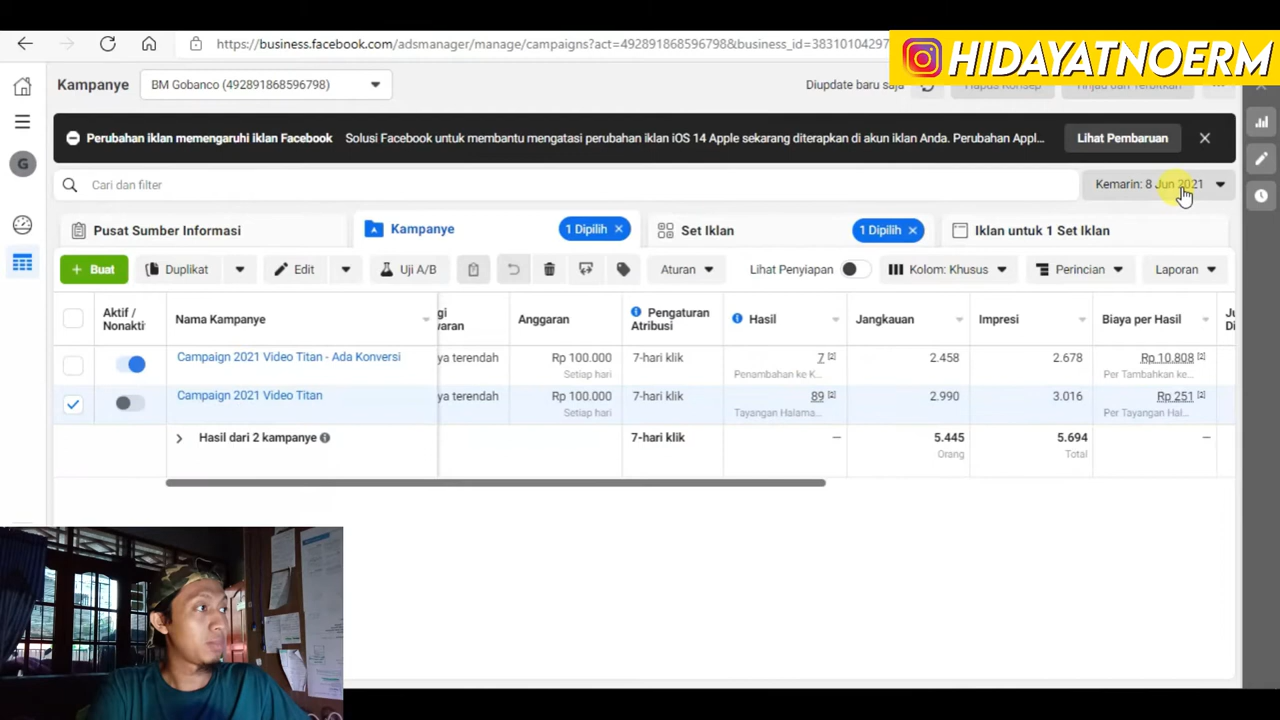 https://business.facebook.com/adsmanager/manage/campaigns?act=492891868596798&business_id=38310104297
HIDAYATNOERM
Kampanye
BM Gobanco (492891868596798)
Diupdate baru saja
Perubahan iklan memengaruhi iklan Facebook
Solusi Facebook untuk membantu mengatasi perubahan iklan iOS 14 Apple sekarang diterapkan di akun iklan Anda. Perubahan Appl...
Lihat Pembaruan
G
Cari dan filter
Kemarin: 8 Jun 2021
Pusat Sumber Informasi
Kampanye
1 Dipilih
Set Iklan
1 Dipilih
Iklan untuk 1 Set Iklan
+ Buat
Duplikat
Edit
Uji A/B
Aturan
Lihat Penyiapan
Kolom: Khusus
Perincian
Laporan
Aktif / Nonakti
Nama Kampanye
gi
waran
Anggaran
Pengaturan Atribusi
Hasil
Jangkauan
Impresi
Biaya per Hasil
Campaign 2021 Video Titan - Ada Konversi
ya terendah
Rp 100.000
Setiap hari
7-hari klik
7 [2]
Penambahan ke K...
2.458
2.678
Rp 10.808 [2]
Per Tambahkan ke...
Campaign 2021 Video Titan
ya terendah
Rp 100.000
Setiap hari
7-hari klik
89 [2]
Tayangan Halama...
2.990
3.016
Rp 251 [2]
Per Tayangan Hal...
Hasil dari 2 kampanye
7-hari klik
—
5.445
Orang
5.694
Total
—